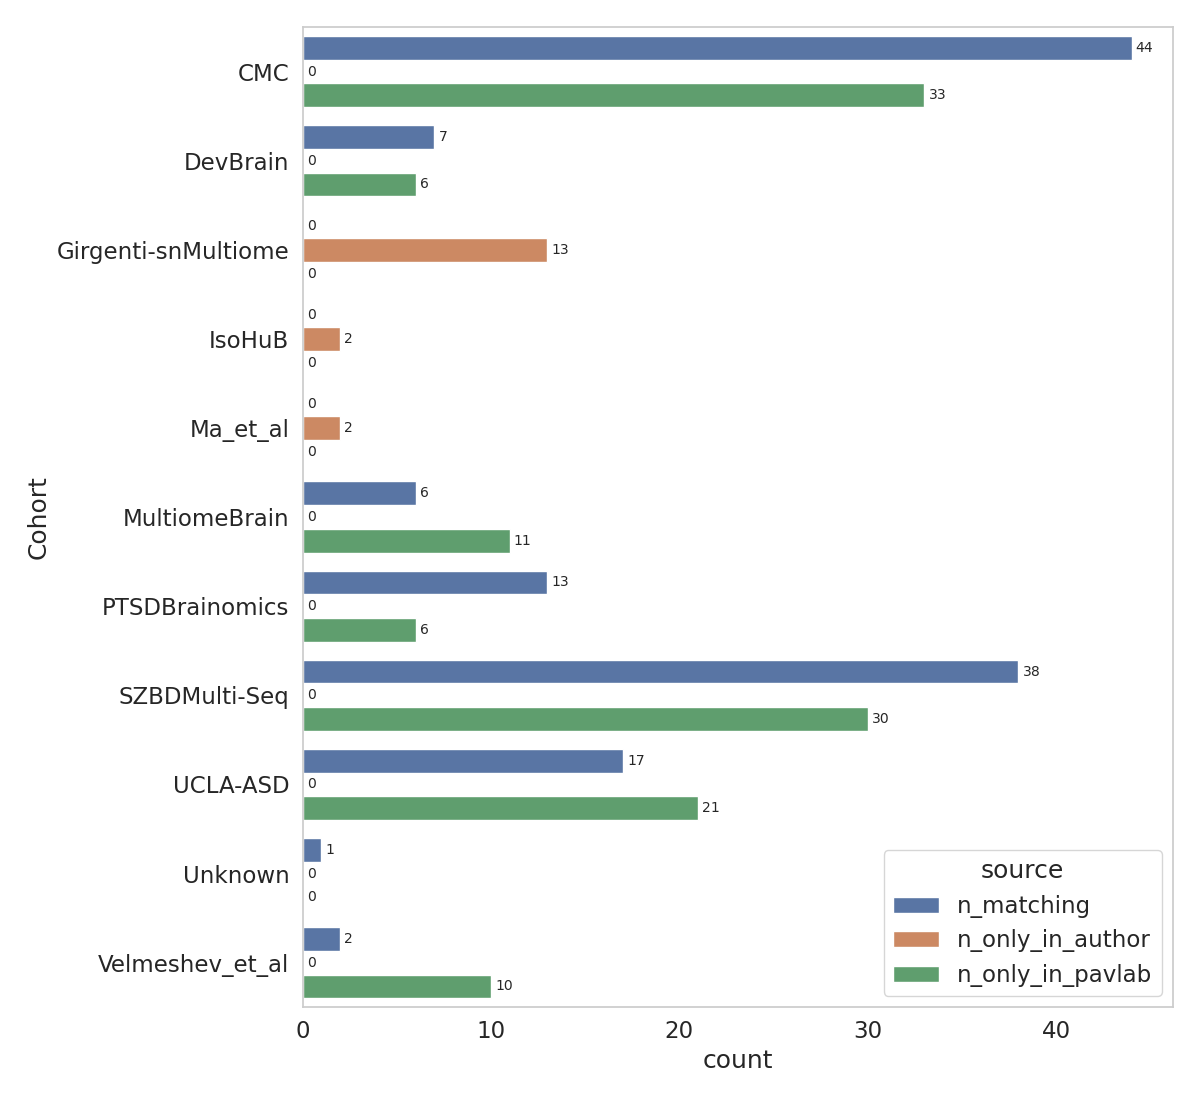 CMC
44
0
33
DevBrain
7
0
6
Girgenti-snMultiome
0
13
0
IsoHuB
0
2
0
Ma_et_al
0
2
0
MultiomeBrain
6
0
11
PTSDBrainomics
13
0
6
SZBDMulti-Seq
38
0
30
UCLA-ASD
17
0
21
Unknown
1
0
0
Velmeshev_et_al
2
0
10
Cohort
source
n_matching
n_only_in_author
n_only_in_pavlab
0 10 20 30 40
count